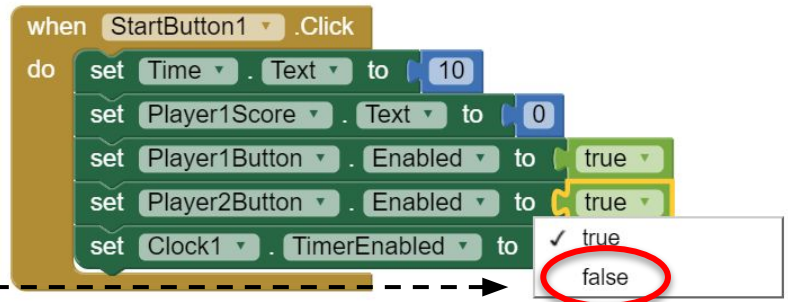 when StartButton1 .Click
do set Time . Text to 10
set Player1Score . Text to 0
set Player1Button . Enabled to true
set Player2Button . Enabled to true
set Clock1 . TimerEnabled to
✓ true
false